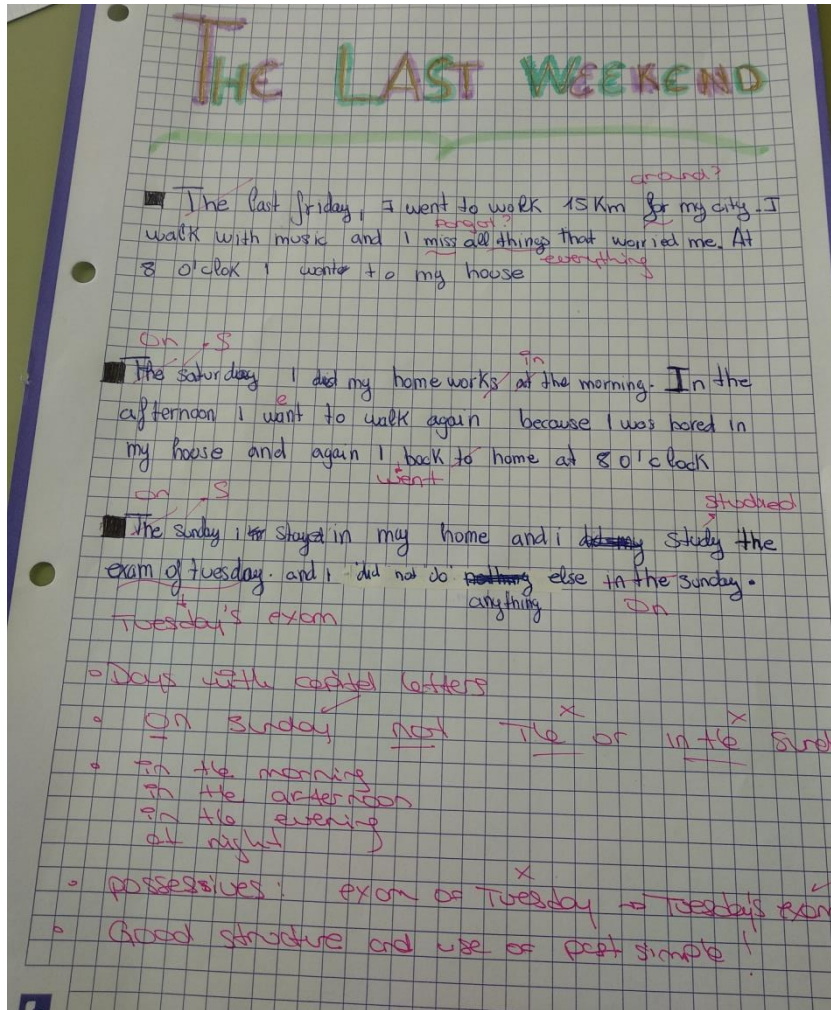 THE LAST WEEKEND
around?
The last friday, I went to work 15 Km for my city. I
forgot?
walk with music and I miss all things that worried me. At
everything
8 o'clok I wento to my house
On S
in
The saturday I did my home works at the morning. In the
e
afternoon I want to walk again because I was bored in
my house and again I back to home at 8 o'clock
went
On S
studied
The sunday i stayed in my home and i did my study the
exam of tuesday. and i did not do nothing else in the sunday.
anything On
Tuesday's exam
Days with capital letters
On Sunday not The or in the Sund
in the morning
in the afternoon
in the evening
at night
x
possessives: exam of Tuesday → Tuesday's exam
Good structure and use of past simple!